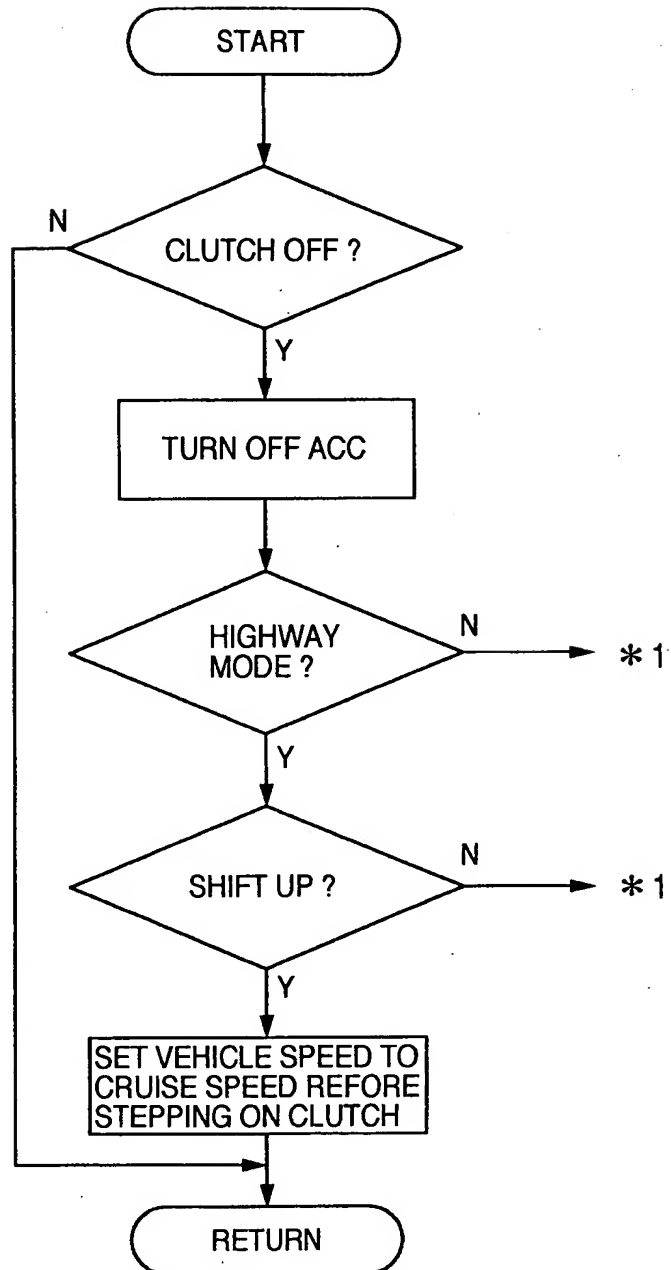 START
N
CLUTCH OFF ?
Y
TURN OFF ACC
HIGHWAY
MODE ?
N
*1
Y
SHIFT UP ?
N
*1
Y
SET VEHICLE SPEED TO
CRUISE SPEED REFORE
STEPPING ON CLUTCH
RETURN